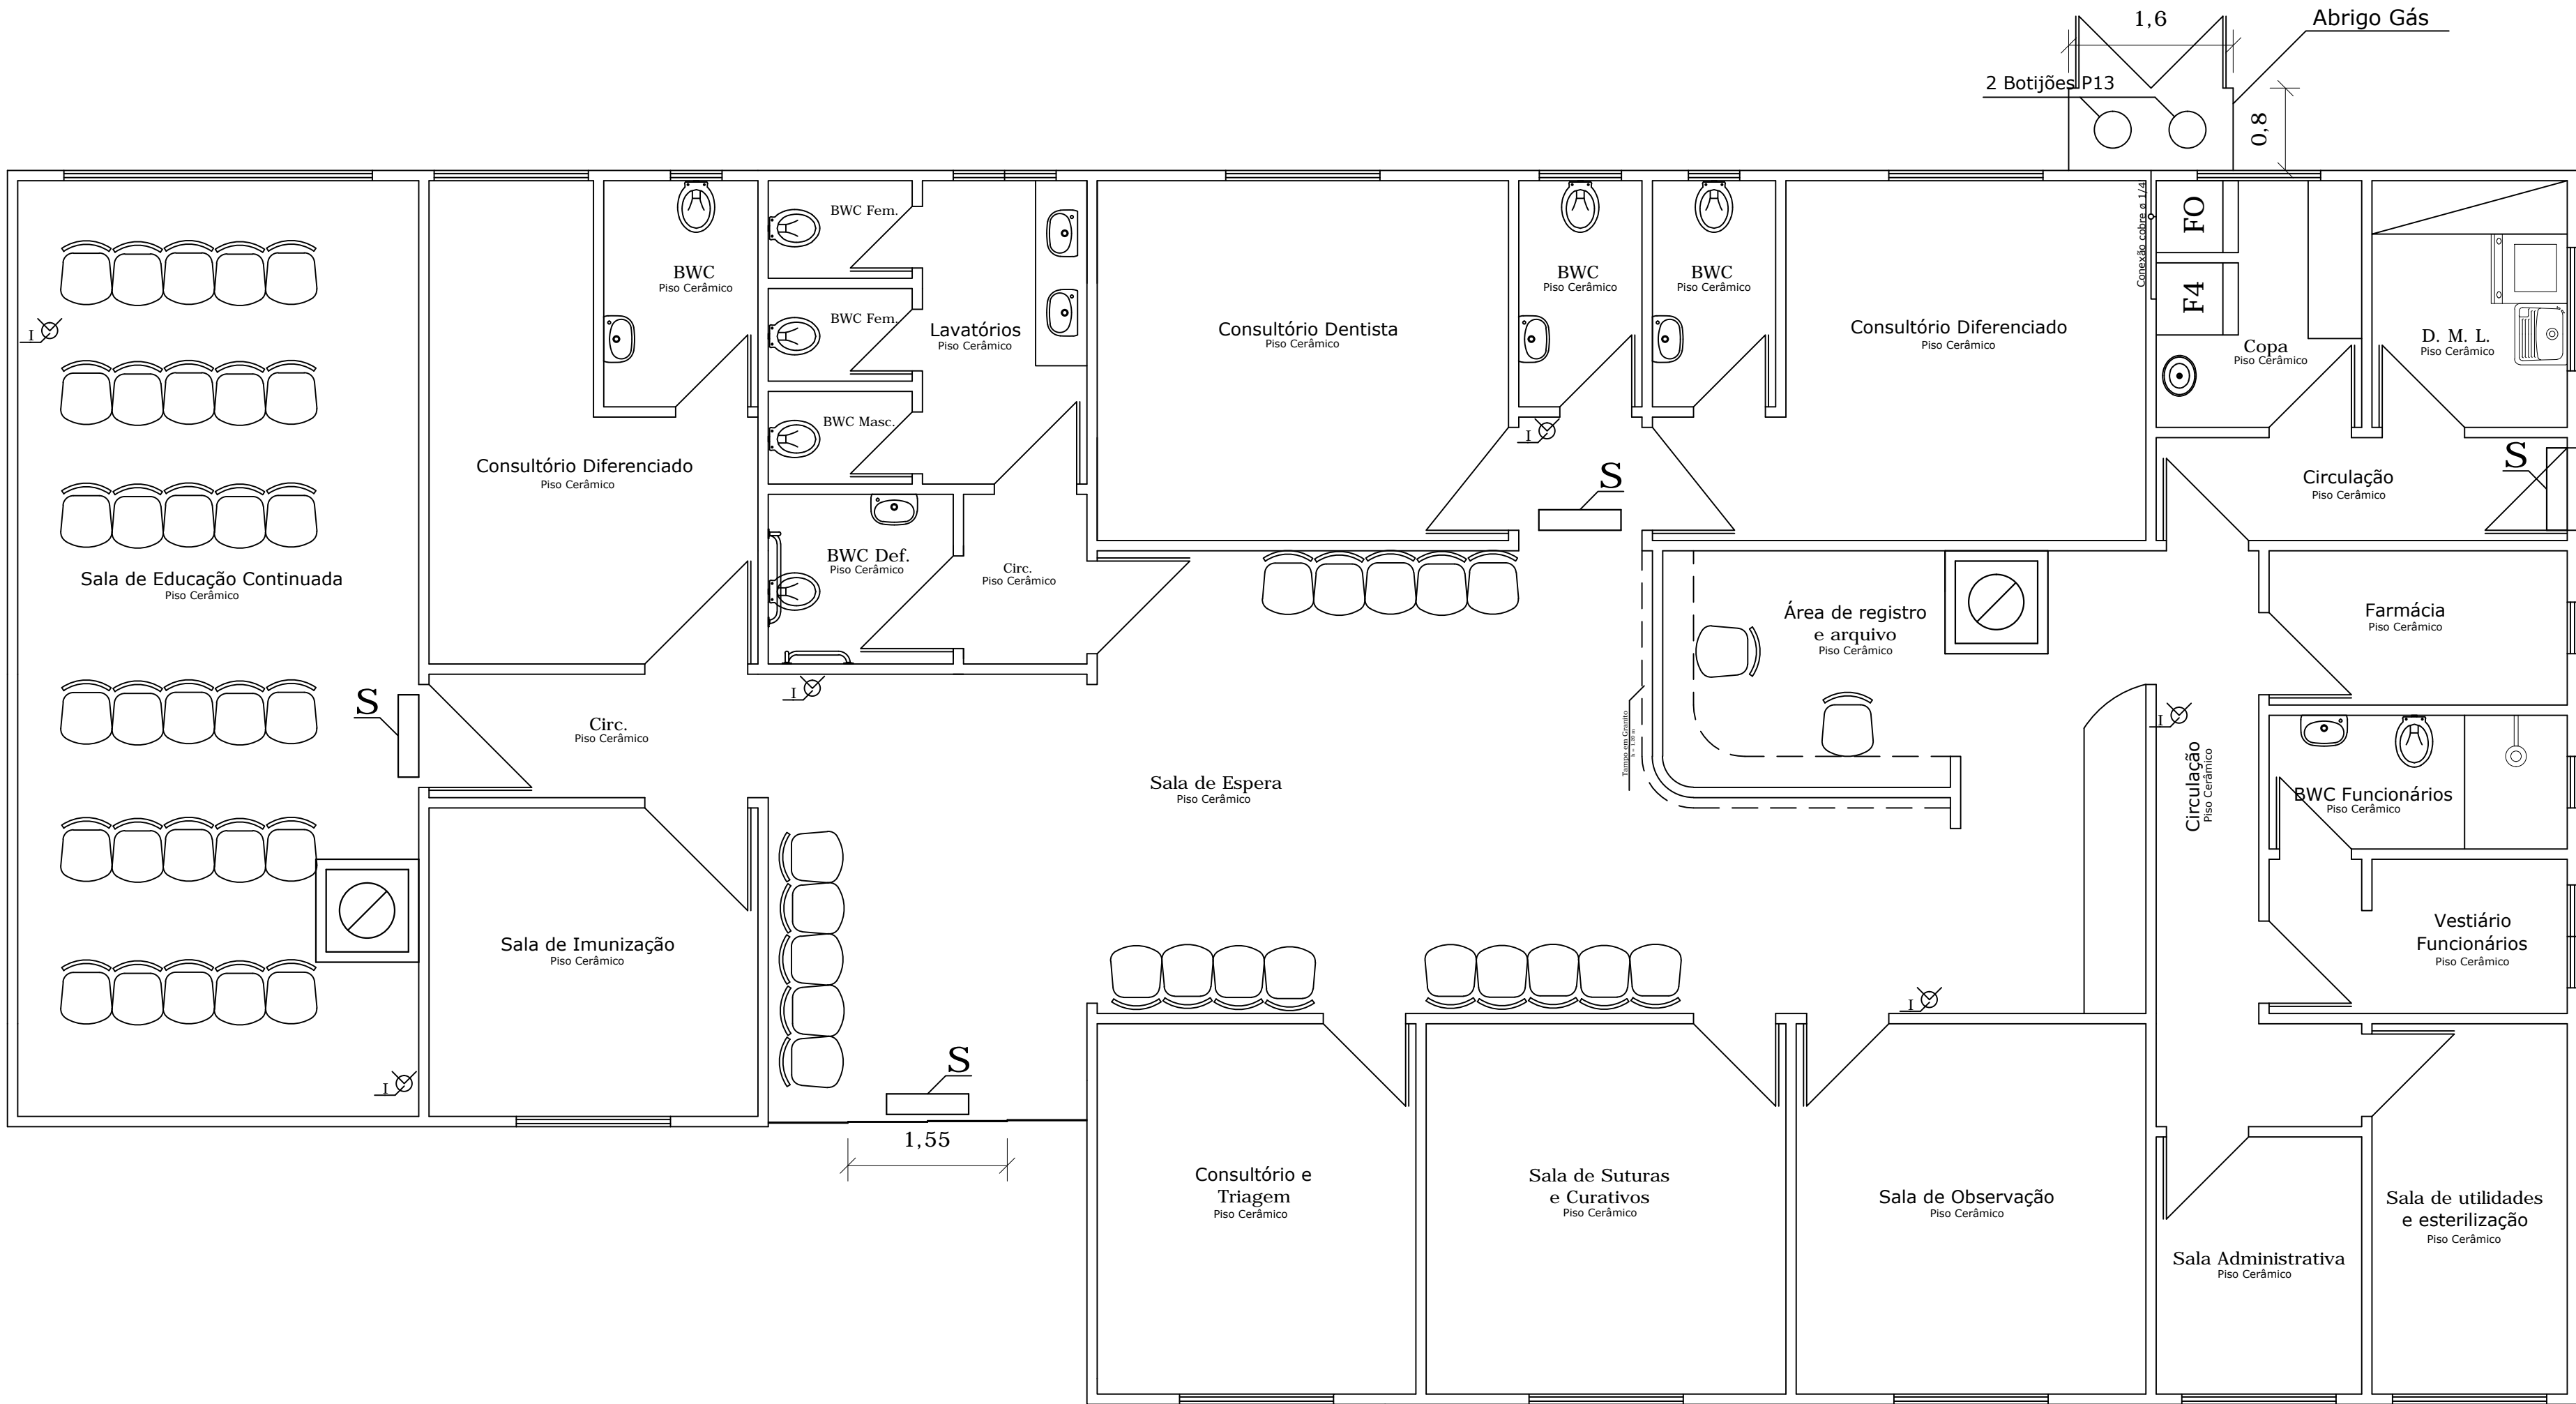 1,6
Abrigo Gás
2 Botijões P13
0,8
Conexão cobre ø 1/4
FO
F4
BWC Fem.
BWC
Piso Cerâmico
BWC Fem.
Lavatórios
Piso Cerâmico
Consultório Dentista
Piso Cerâmico
BWC
Piso Cerâmico
BWC
Piso Cerâmico
Consultório Diferenciado
Piso Cerâmico
Copa
Piso Cerâmico
D. M. L.
Piso Cerâmico
I
BWC Masc.
I
S
S
Circulação
Piso Cerâmico
Consultório Diferenciado
Piso Cerâmico
BWC Def.
Piso Cerâmico
Circ.
Piso Cerâmico
Sala de Educação Continuada
Piso Cerâmico
Área de registro
e arquivo
Piso Cerâmico
Farmácia
Piso Cerâmico
S
I
Circ.
Piso Cerâmico
Tampo em Granito
h = 1.30 m
I
Sala de Espera
Piso Cerâmico
Circulação
Piso Cerâmico
BWC Funcionários
Piso Cerâmico
Sala de Imunização
Piso Cerâmico
Vestiário
Funcionários
Piso Cerâmico
I
I
S
1,55
Consultório e
Triagem
Piso Cerâmico
Sala de Suturas
e Curativos
Piso Cerâmico
Sala de Observação
Piso Cerâmico
Sala de utilidades
e esterilização
Piso Cerâmico
Sala Administrativa
Piso Cerâmico